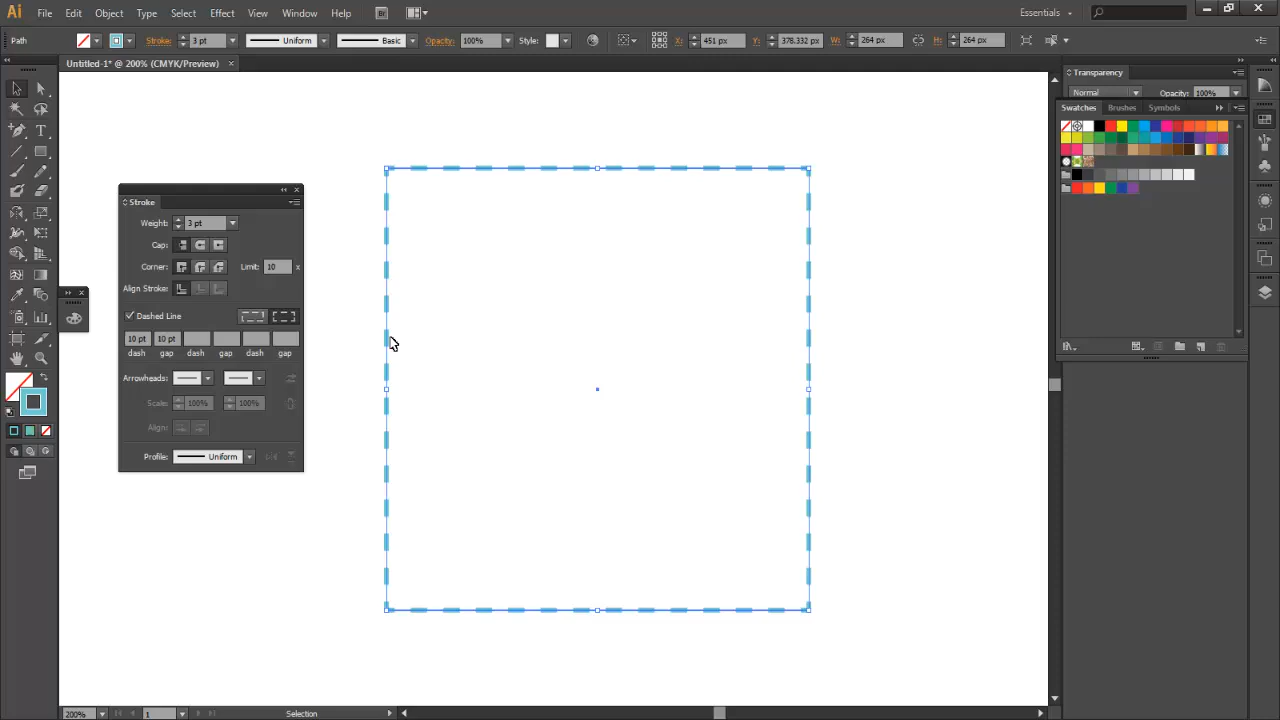 Ai File Edit Object Type Select Effect View Window Help Br Essentials
Path Stroke: 3 pt Uniform Basic Opacity: 100% Style: X: 451 px Y: 378.332 px W: 264 px H: 264 px
Untitled-1* @ 200% (CMYK/Preview) ×
Transparency
Normal Opacity: 100%
Swatches Brushes Symbols
Stroke
Weight: 3 pt
Cap:
Corner: Limit: 10 x
Align Stroke:
Dashed Line
10 pt 10 pt
dash gap dash gap dash gap
Arrowheads:
Scale: 100% 100%
Align:
Profile: Uniform
200% 1 Selection